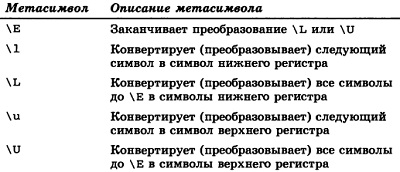 Метасимвол Описание метасимвола
\E Заканчивает преобразование \L или \U
\l Конвертирует (преобразовывает) следующий
символ в символ нижнего регистра
\L Конвертирует (преобразовывает) все символы
до \E в символы нижнего регистра
\u Конвертирует (преобразовывает) следующий
символ в символ верхнего регистра
\U Конвертирует (преобразовывает) все символы
до \E в символы верхнего регистра